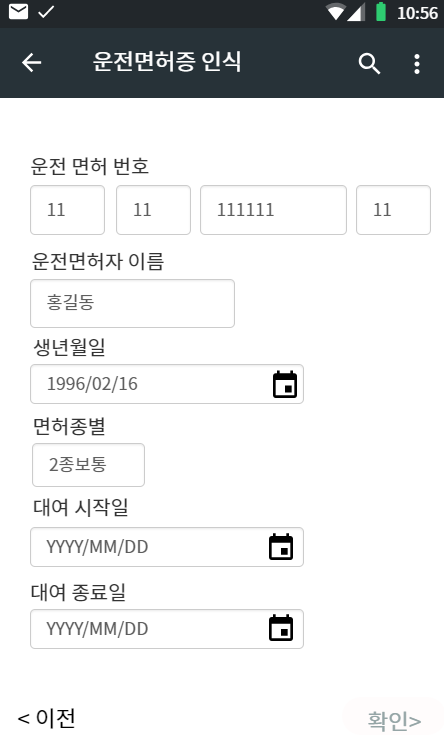 10:56
운전면허증 인식
운전 면허 번호
11 11 111111 11
운전면허자 이름
홍길동
생년월일
1996/02/16
면허종별
2종보통
대여 시작일
YYYY/MM/DD
대여 종료일
YYYY/MM/DD
< 이전 확인>